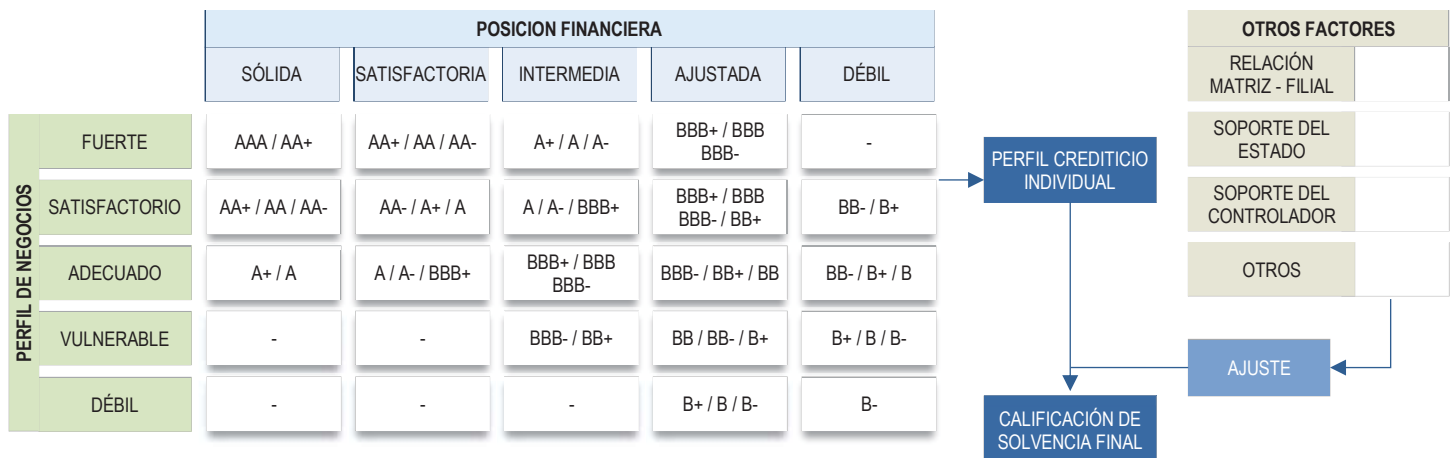 POSICION FINANCIERA
SÓLIDA
SATISFACTORIA
INTERMEDIA
AJUSTADA
DÉBIL
PERFIL DE NEGOCIOS
FUERTE
AAA / AA+
AA+ / AA / AA-
A+ / A / A-
BBB+ / BBB
BBB-
-
SATISFACTORIO
AA+ / AA / AA-
AA- / A+ / A
A / A- / BBB+
BBB+ / BBB
BBB- / BB+
BB- / B+
ADECUADO
A+ / A
A / A- / BBB+
BBB+ / BBB
BBB-
BBB- / BB+ / BB
BB- / B+ / B
VULNERABLE
-
-
BBB- / BB+
BB / BB- / B+
B+ / B / B-
DÉBIL
-
-
-
B+ / B / B-
B-
PERFIL CREDITICIO
INDIVIDUAL
CALIFICACIÓN DE
SOLVENCIA FINAL
OTROS FACTORES
RELACIÓN
MATRIZ - FILIAL
SOPORTE DEL
ESTADO
SOPORTE DEL
CONTROLADOR
OTROS
AJUSTE